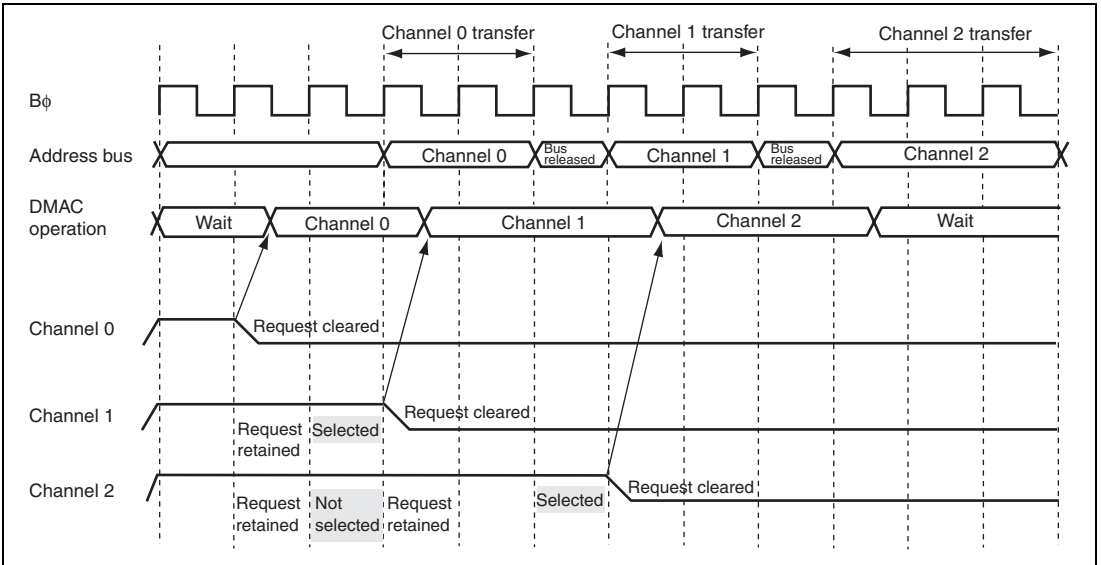 Channel 0 transfer Channel 1 transfer Channel 2 transfer
Bϕ
Address bus Channel 0 Bus released Channel 1 Bus released Channel 2
DMAC operation Wait Channel 0 Channel 1 Channel 2 Wait
Channel 0 Request cleared
Channel 1 Request cleared
Request retained Selected
Channel 2 Request cleared
Request retained Not selected Request retained Selected